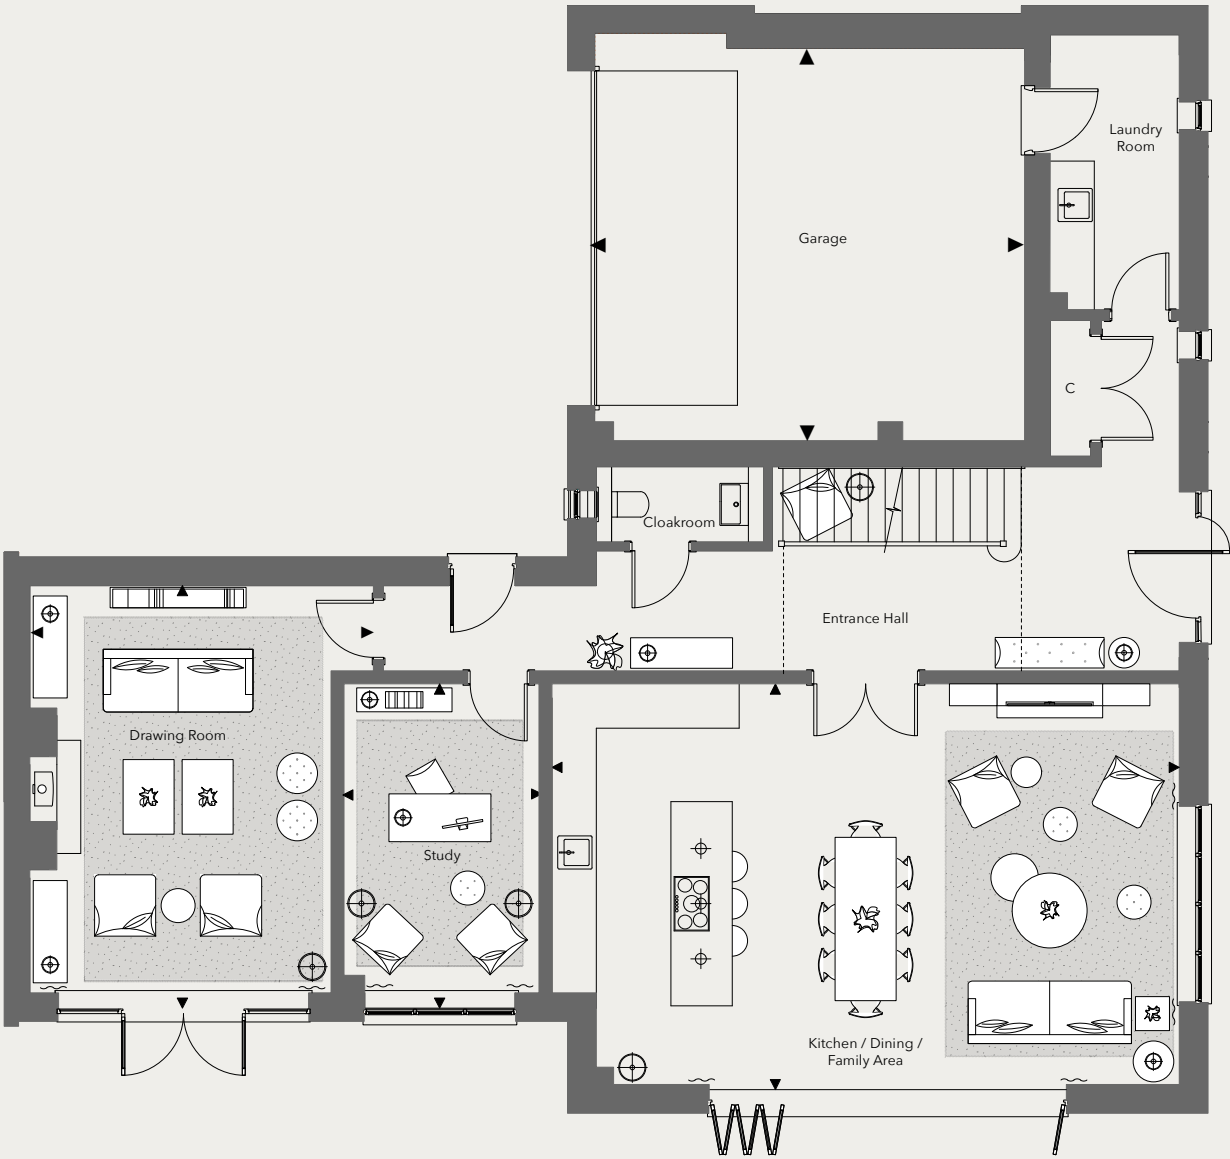 Laundry
Room
Garage
C
Cloakroom
Entrance Hall
Drawing Room
Study
Kitchen / Dining /
Family Area